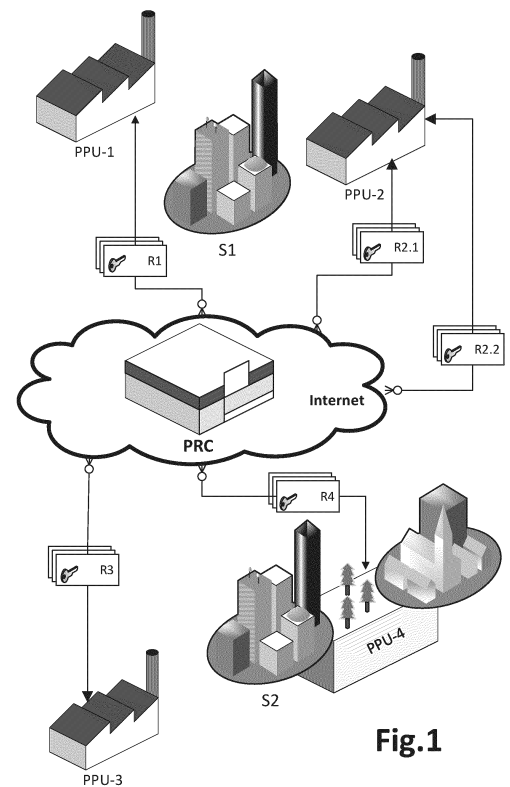 PPU-1
S1
PPU-2
R1
R2.1
R2.2
Internet
PRC
R4
R3
PPU-4
S2
Fig.1
PPU-3